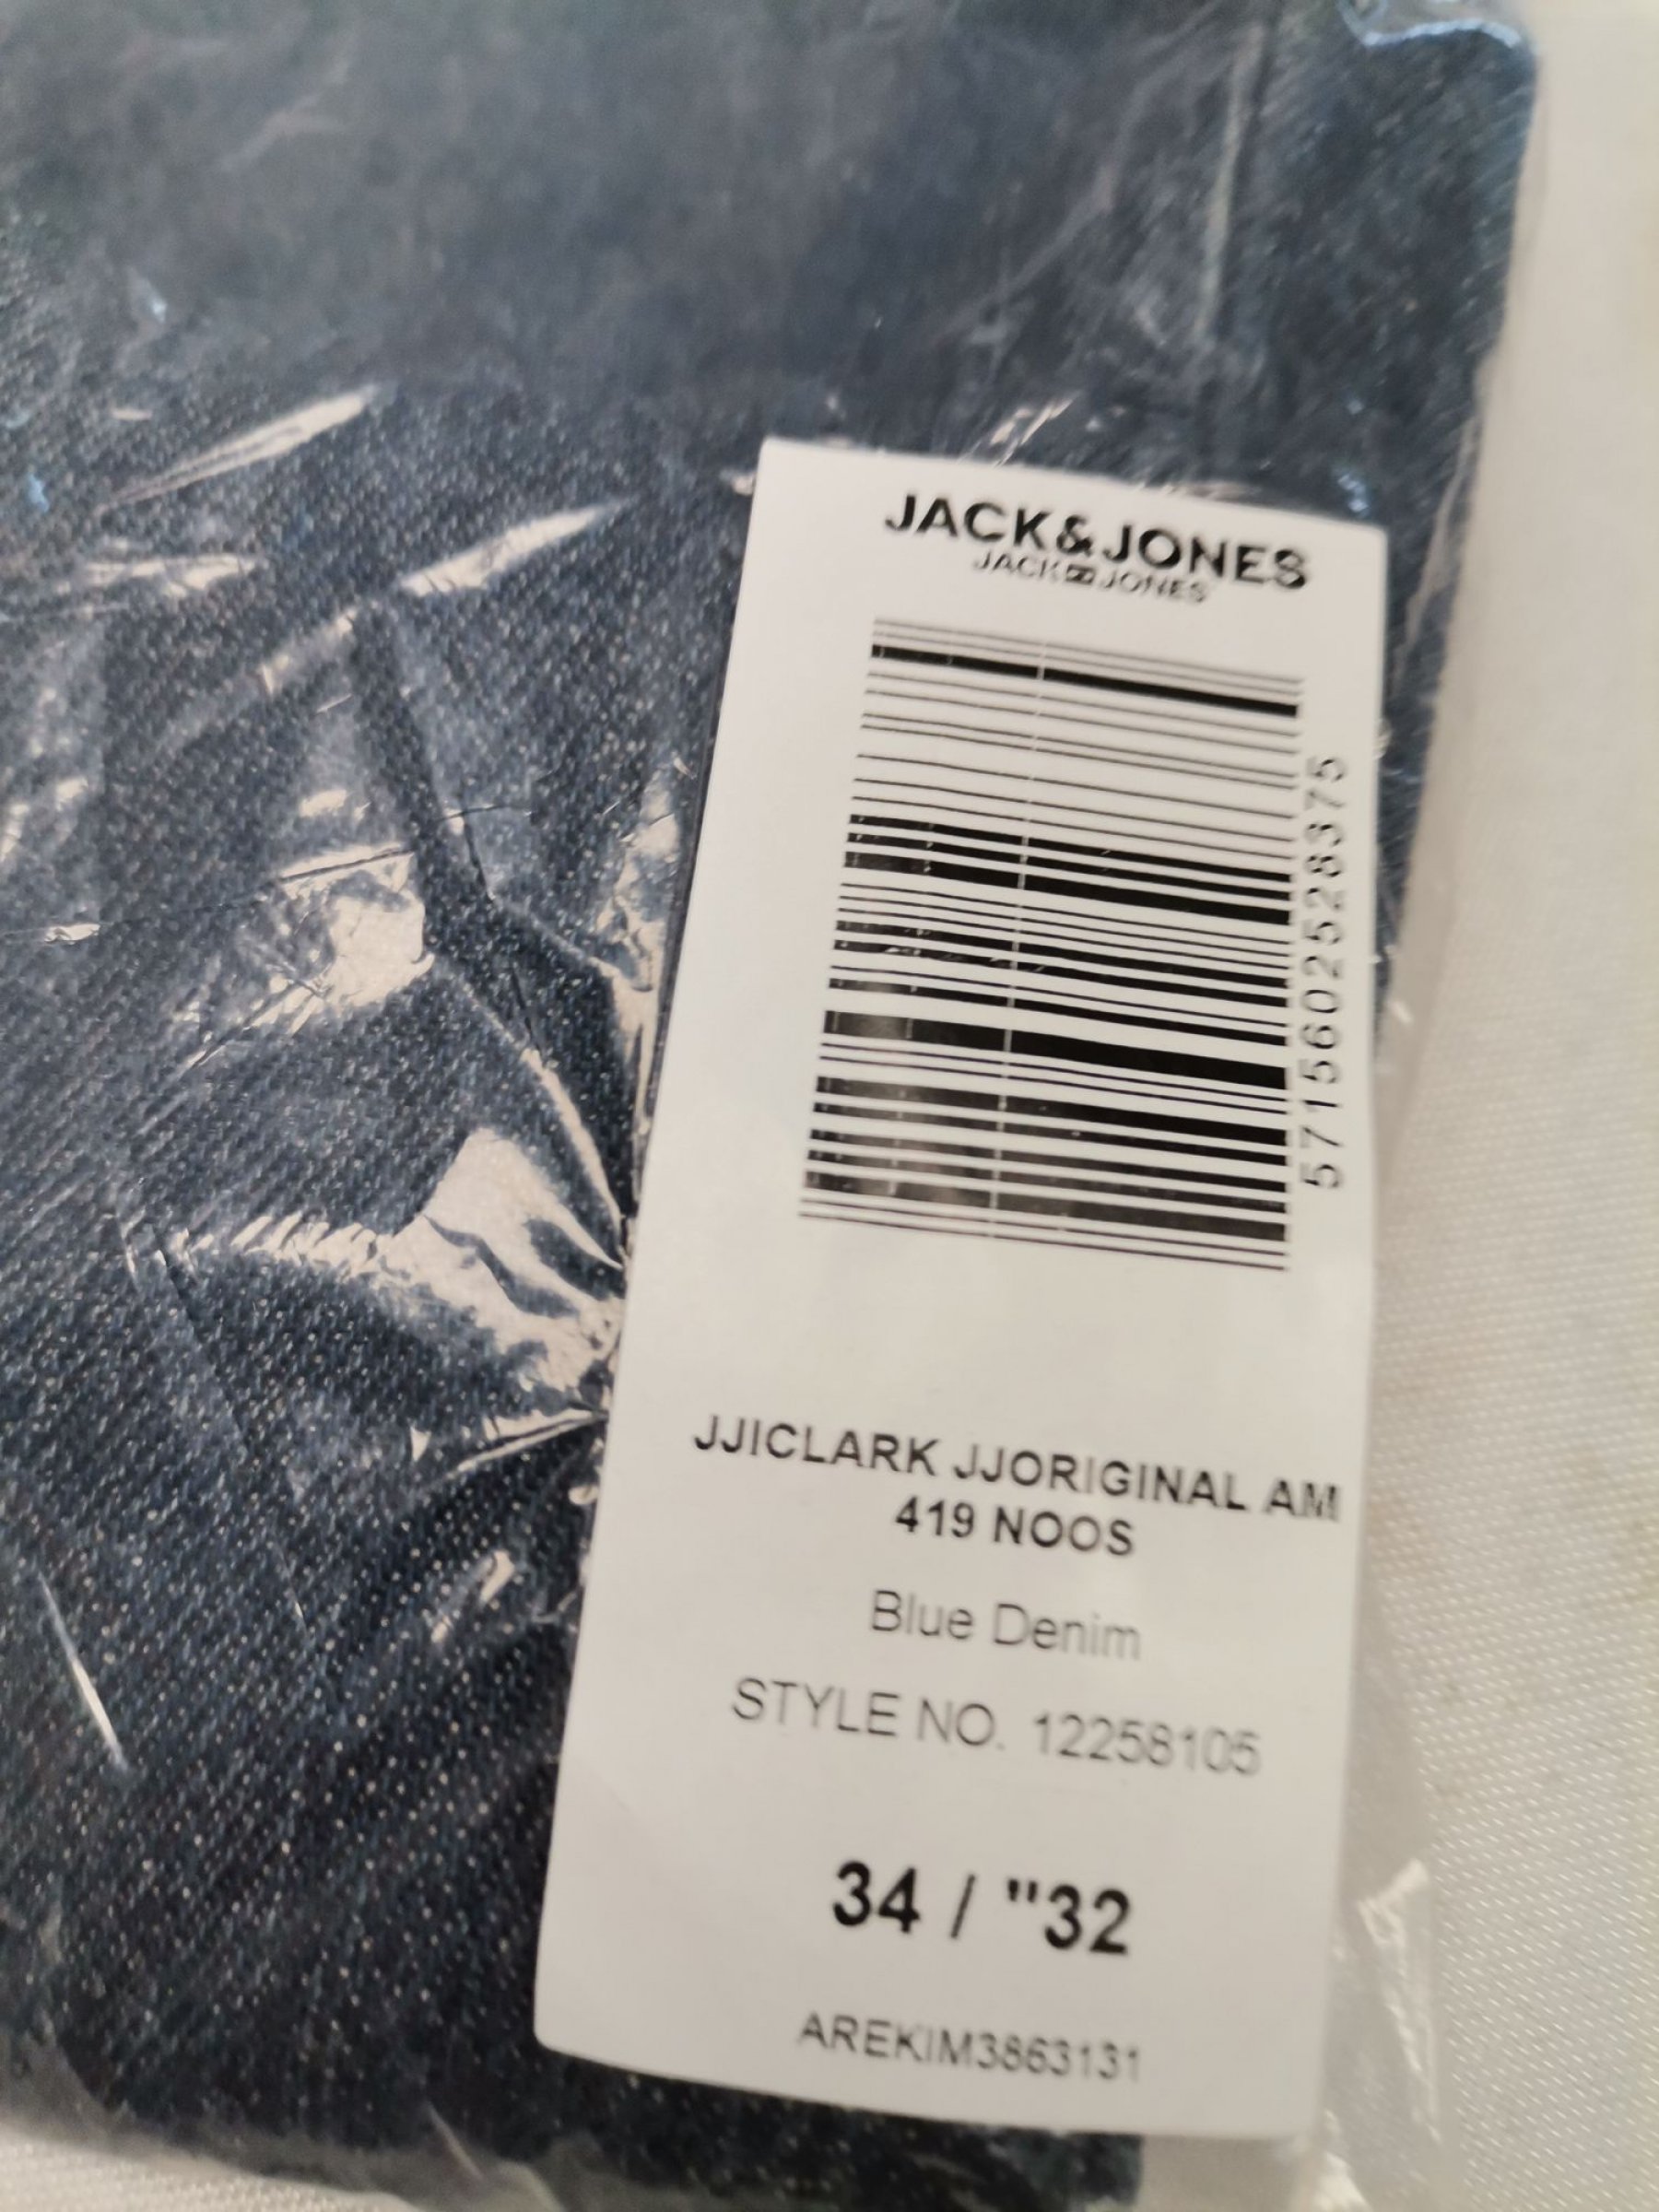 JACK&JONES
JACK JONES
5715602528375
JJICLARK JJORIGINAL AM
419 NOOS
Blue Denim
STYLE NO. 12258105
34 / "32
AREKIM3863131